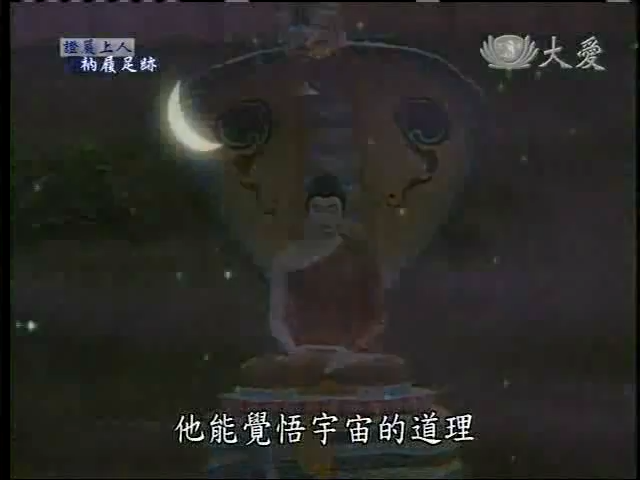 證嚴上人
衲履足跡
大愛
他能覺悟宇宙的道理